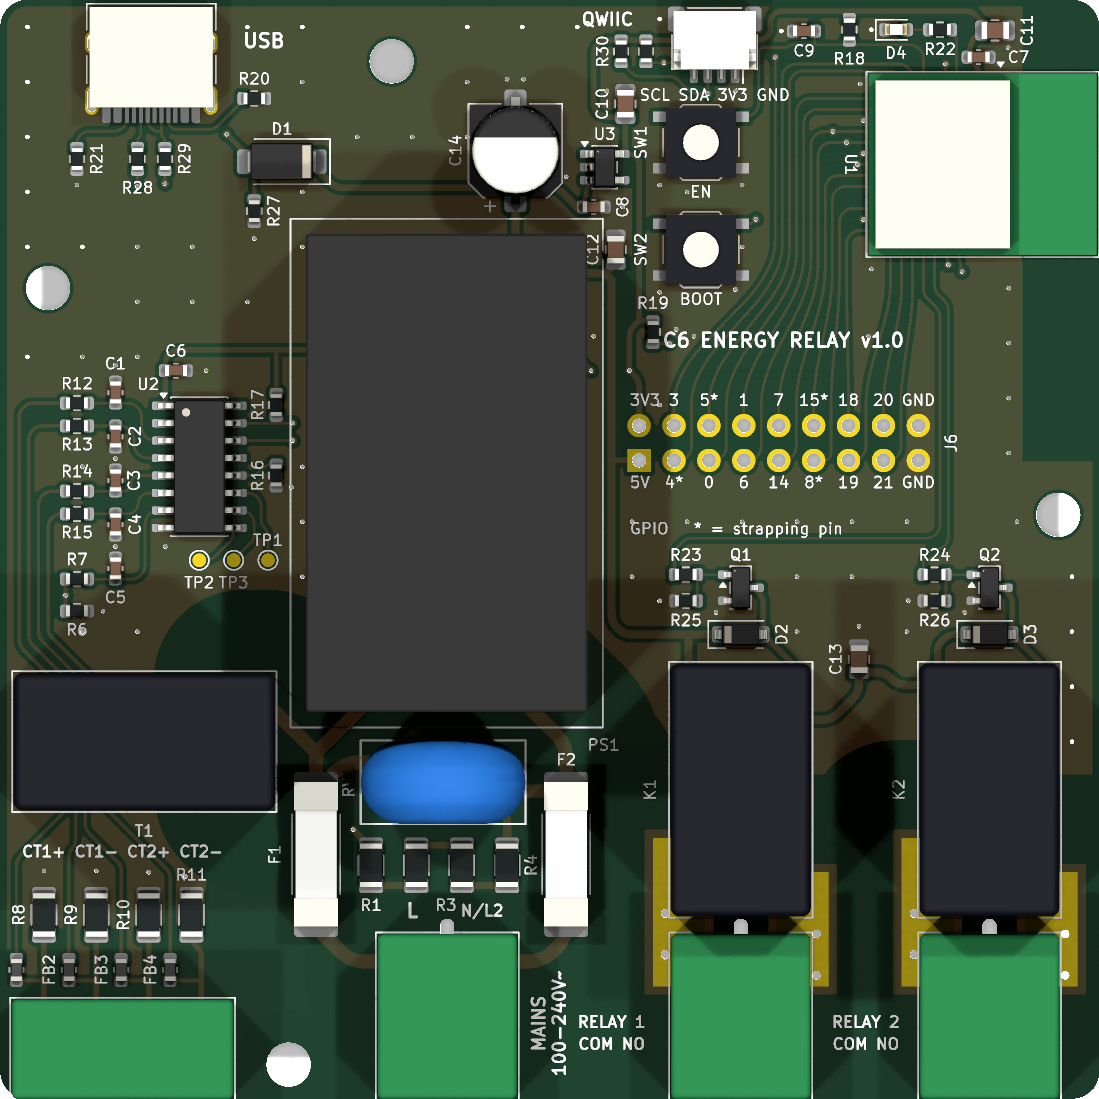 QWIIC
USB
R30
C9
R18
D4
R22
C11
C7
R20
C10
SCL SDA 3V3 GND
D1
C14
U3
SW1
U1
R21
R28
R29
EN
R27
+
C8
C12
SW2
BOOT
R19
C6 ENERGY RELAY v1.0
C6
U2
R12
R13
C2
R17
R14
C3
R16
R15
C4
3V3 3 5* 1 7 15* 18 20 GND
J6
5V 4* 0 6 14 8* 19 21 GND
GPIO * = strapping pin
TP1
R7
TP2 TP3
C5
R6
R23
Q1
R24
Q2
R25
D2
R26
D3
C13
PS1
F2
K1
K2
T1
CT1+ CT1- CT2+ CT2-
R11
F1
R4
R8
R9
R10
R1
L
R3
N/L2
FB2
FB3
FB4
MAINS
100-240V~
RELAY 1
COM NO
RELAY 2
COM NO